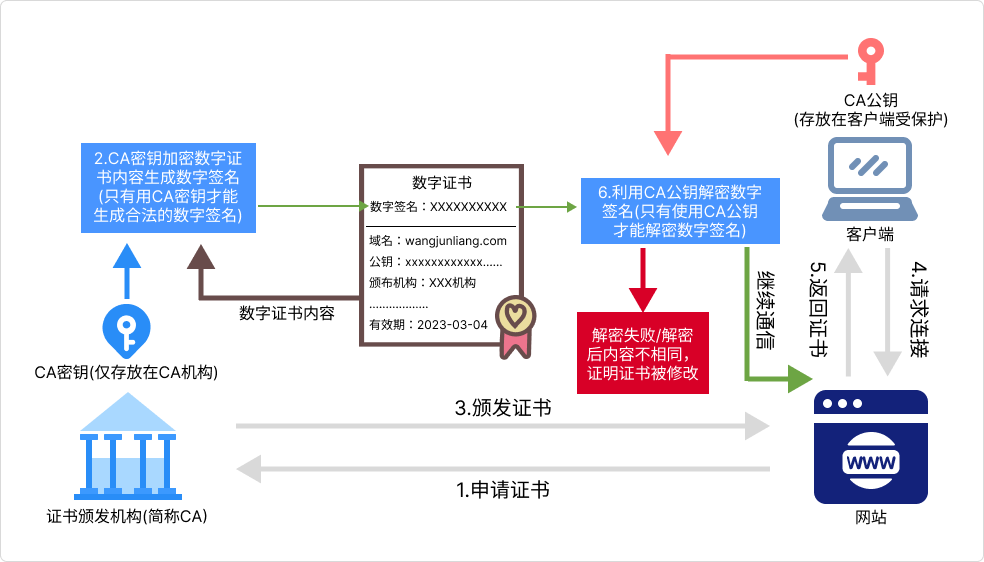 CA公钥
(存放在客户端受保护)
2.CA密钥加密数字证
书内容生成数字签名
(只有用CA密钥才能
生成合法的数字签名)
数字证书
数字签名：XXXXXXXXXX
域名：wangjunliang.com
公钥：xxxxxxxxxxxx......
颁布机构：XXX机构
..................
有效期：2023-03-04
6.利用CA公钥解密数字
签名(只有使用CA公钥
才能解密数字签名)
客户端
数字证书内容
继续通信
5.返回证书
4.请求连接
解密失败/解密
后内容不相同，
证明证书被修改
CA密钥(仅存放在CA机构)
3.颁发证书
1.申请证书
WWW
证书颁发机构(简称CA)
网站